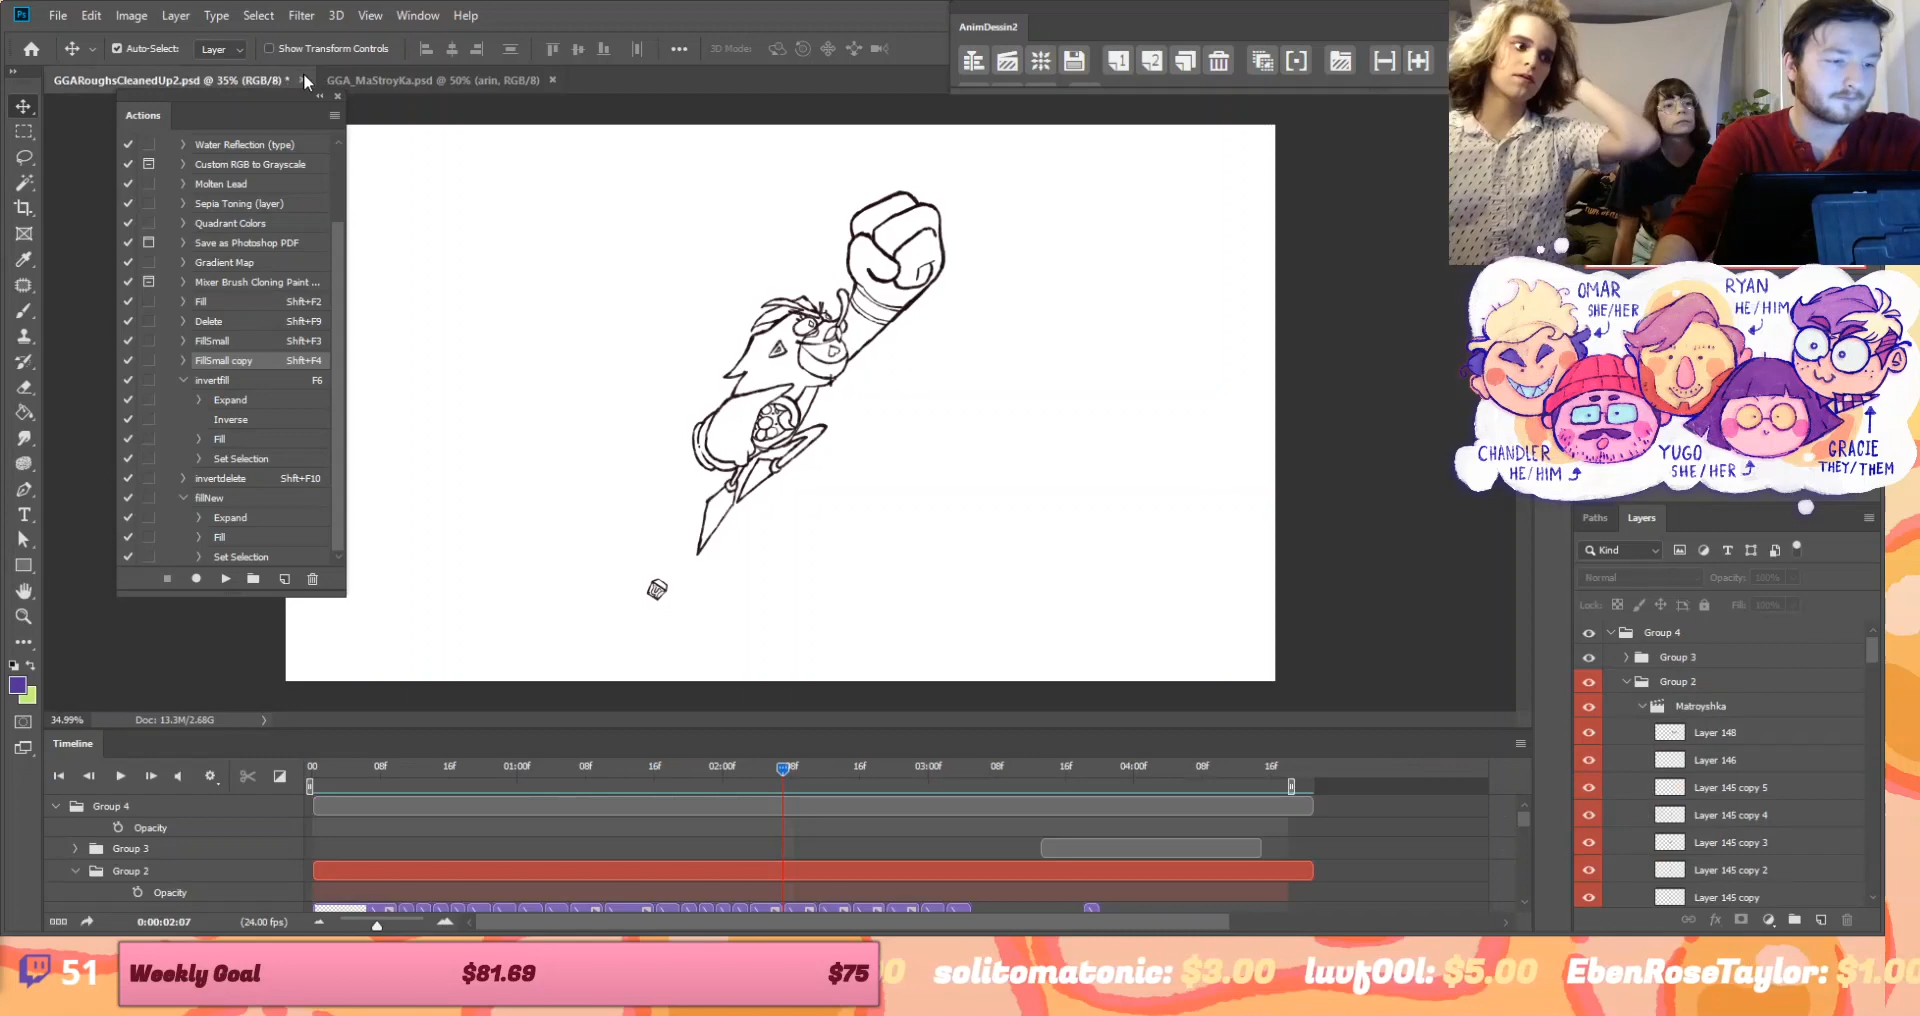 Ps File Edit Image Layer Type Select Filter 3D View Window Help
Auto-Select: Layer Show Transform Controls 3D Mode:
AnimDessin2
GGARoughsCleanedUp2.psd @ 35% (RGB/8) *
GGA_MaStroyKa.psd @ 50% (arin, RGB/8)
Actions
Water Reflection (type)
Custom RGB to Grayscale
Molten Lead
Sepia Toning (layer)
Quadrant Colors
Save as Photoshop PDF
Gradient Map
Mixer Brush Cloning Paint ...
Fill Shft+F2
Delete Shft+F9
FillSmall Shft+F3
FillSmall copy Shft+F4
invertfill F6
Expand
Inverse
Fill
Set Selection
invertdelete Shft+F10
fillNew
Expand
Fill
Set Selection
OMAR
SHE/HER
RYAN
HE/HIM
CHANDLER
HE/HIM
YUGO
SHE/HER
GRACIE
THEY/THEM
Paths Layers
Kind
Normal Opacity: 100%
Lock: Fill: 100%
Group 4
Group 3
Group 2
Matroyshka
Layer 148
Layer 146
Layer 145 copy 5
Layer 145 copy 4
Layer 145 copy 3
Layer 145 copy 2
Layer 145 copy
34.99% Doc: 13.3M/2.68G
Timeline
00 08f 16f 01:00f 08f 16f 02:00f 08f 16f 03:00f 08f 16f 04:00f 08f 16f
Group 4
Opacity
Group 3
Group 2
Opacity
0:00:02:07 (24.00 fps)
51 Weekly Goal $81.69 $75
solitomatonic: $3.00 luvf00l: $5.00 EbenRoseTaylor: $1.00